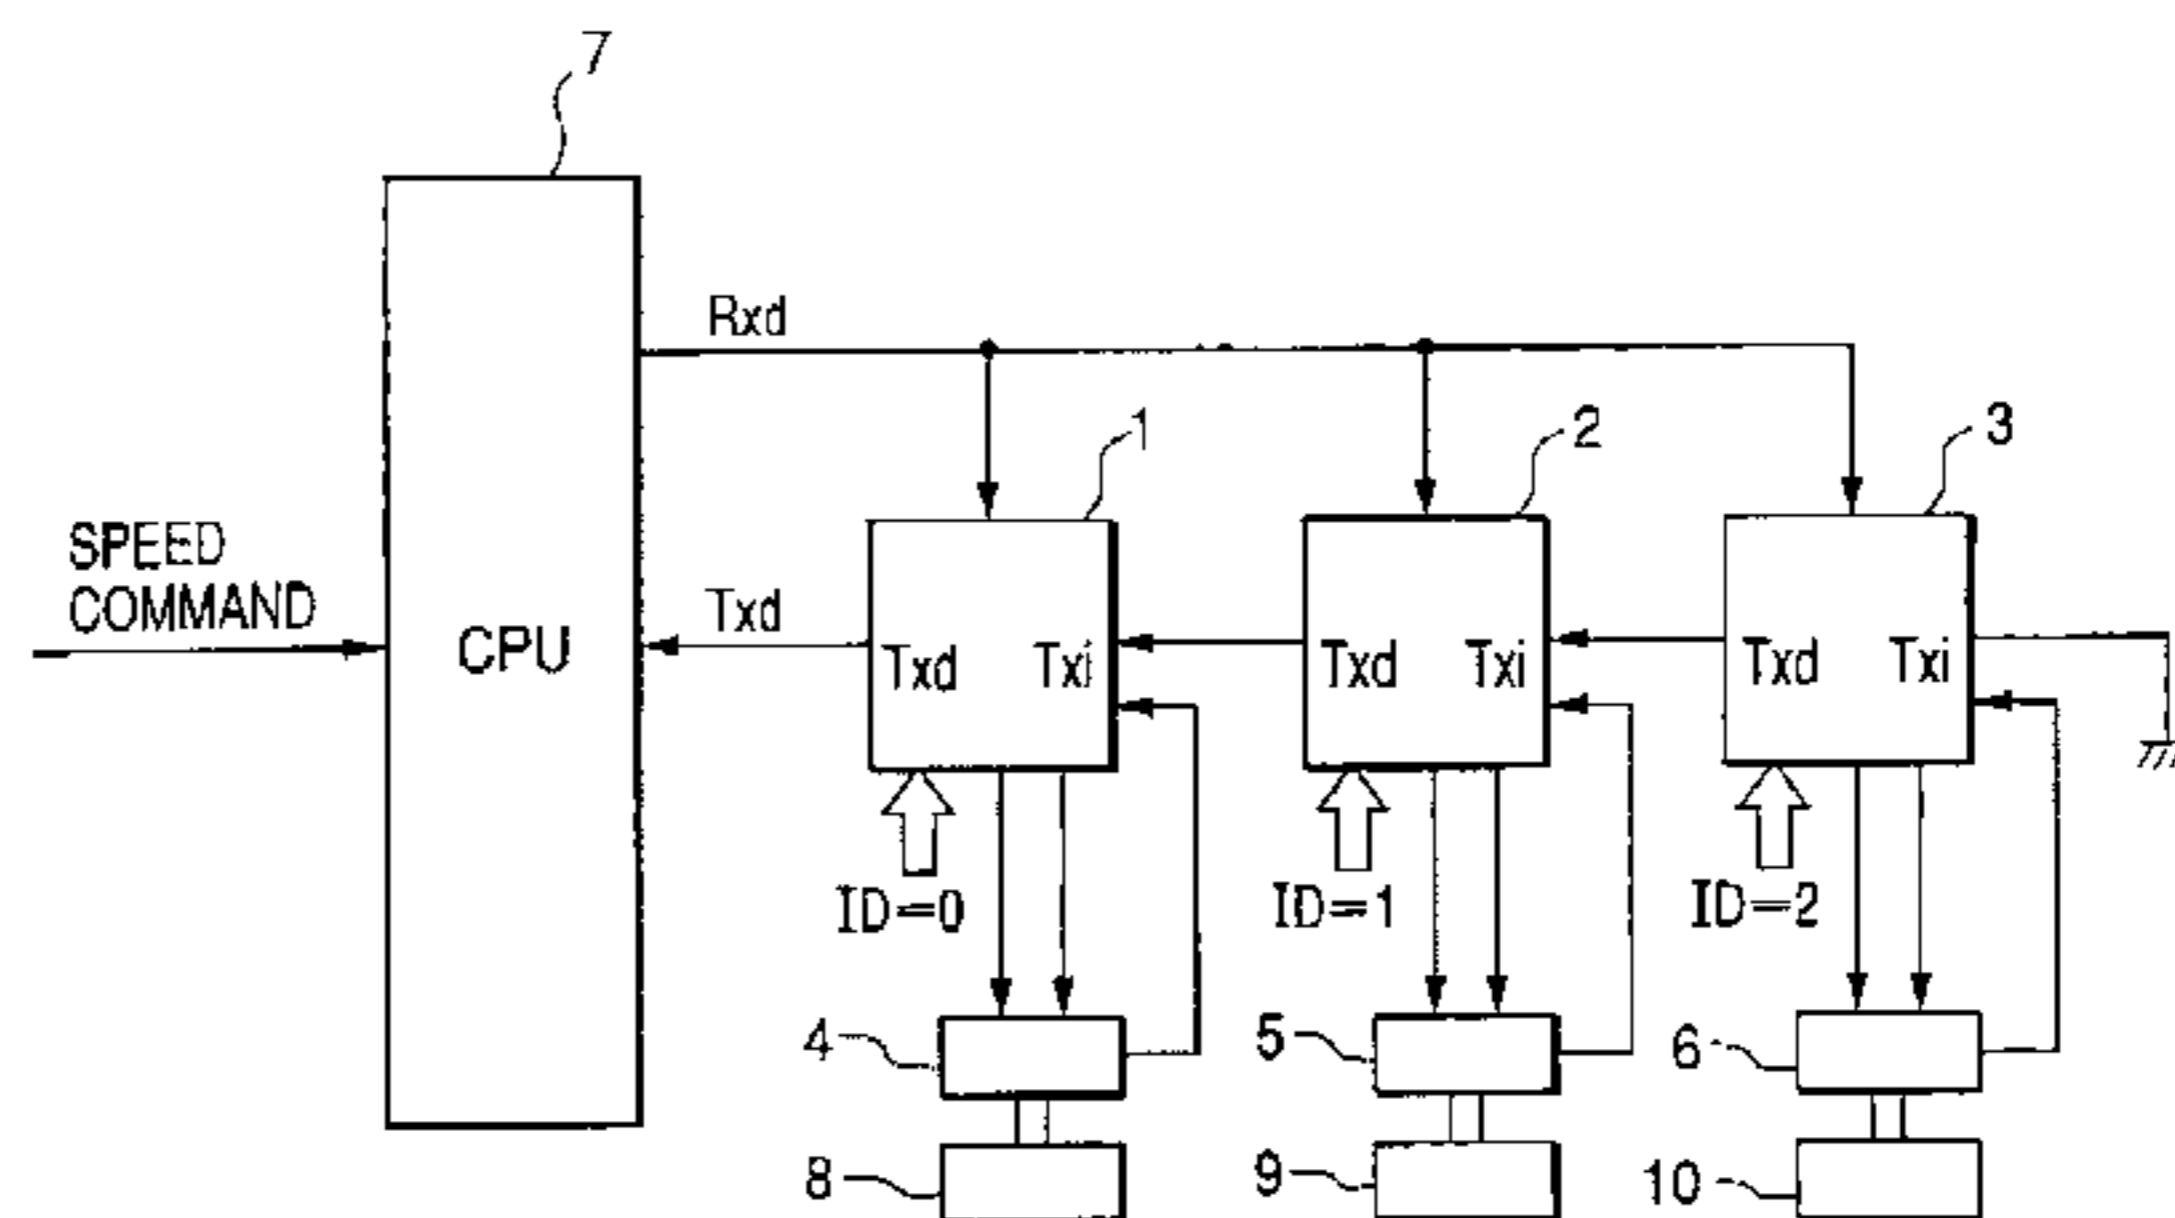 7
Rxd
1
2
3
SPEED
COMMAND
CPU
Txd
Txd Txi
Txd Txi
Txd Txi
ID=0
ID=1
ID=2
4
5
6
8
9
10